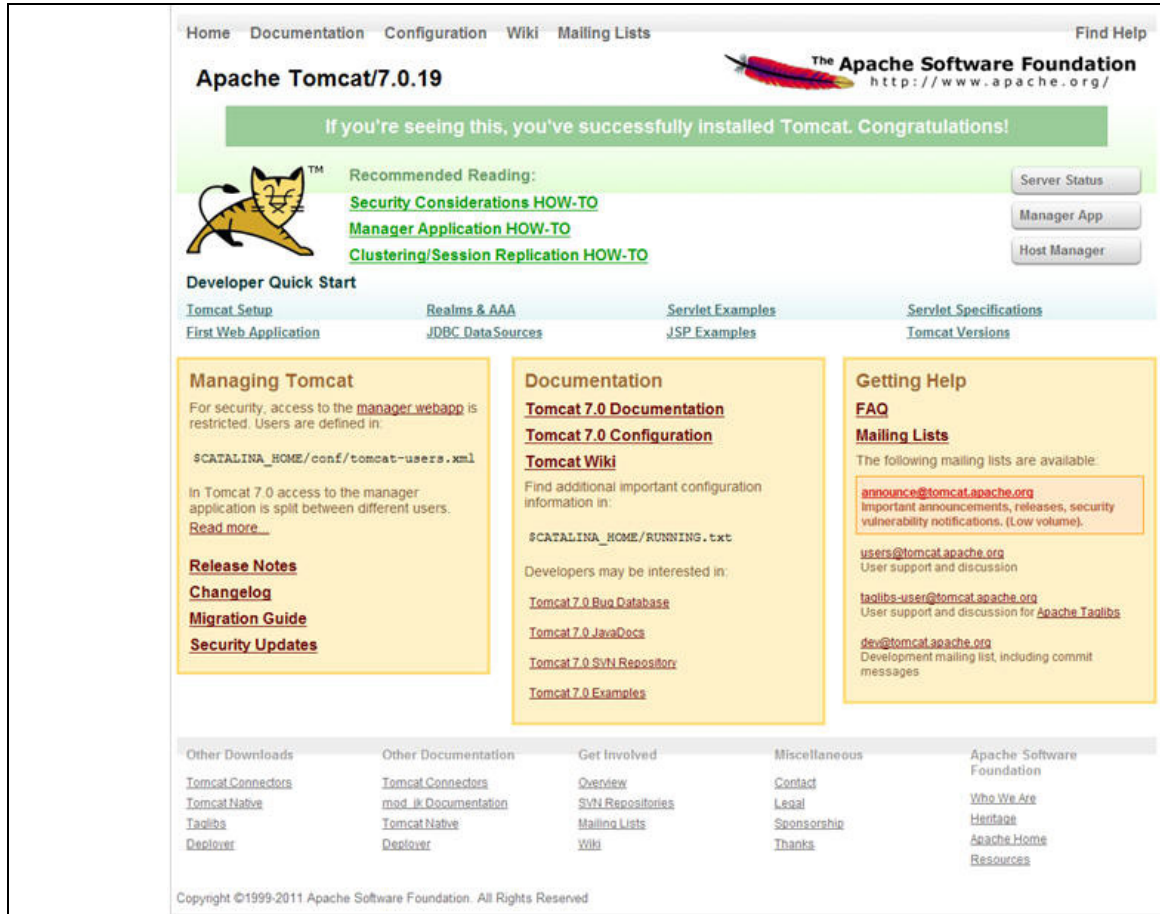 Home Documentation Configuration Wiki Mailing Lists Find Help
Apache Tomcat/7.0.19
The Apache Software Foundation
http://www.apache.org/
If you're seeing this, you've successfully installed Tomcat. Congratulations!
TM
Recommended Reading:
Security Considerations HOW-TO
Manager Application HOW-TO
Clustering/Session Replication HOW-TO
Server Status
Manager App
Host Manager
Developer Quick Start
Tomcat Setup Realms & AAA Servlet Examples Servlet Specifications
First Web Application JDBC DataSources JSP Examples Tomcat Versions
Managing Tomcat
For security, access to the manager webapp is
restricted. Users are defined in:
$CATALINA_HOME/conf/tomcat-users.xml
In Tomcat 7.0 access to the manager
application is split between different users.
Read more...
Release Notes
Changelog
Migration Guide
Security Updates
Documentation
Tomcat 7.0 Documentation
Tomcat 7.0 Configuration
Tomcat Wiki
Find additional important configuration
information in:
$CATALINA_HOME/RUNNING.txt
Developers may be interested in:
Tomcat 7.0 Bug Database
Tomcat 7.0 JavaDocs
Tomcat 7.0 SVN Repository
Tomcat 7.0 Examples
Getting Help
FAQ
Mailing Lists
The following mailing lists are available:
announce@tomcat.apache.org
Important announcements, releases, security
vulnerability notifications. (Low volume).
users@tomcat.apache.org
User support and discussion
taglibs-user@tomcat.apache.org
User support and discussion for Apache Taglibs
dev@tomcat.apache.org
Development mailing list, including commit
messages
Other Downloads
Tomcat Connectors
Tomcat Native
Taglibs
Deployer
Other Documentation
Tomcat Connectors
mod_jk Documentation
Tomcat Native
Deployer
Get Involved
Overview
SVN Repositories
Mailing Lists
Wiki
Miscellaneous
Contact
Legal
Sponsorship
Thanks
Apache Software
Foundation
Who We Are
Heritage
Apache Home
Resources
Copyright ©1999-2011 Apache Software Foundation. All Rights Reserved